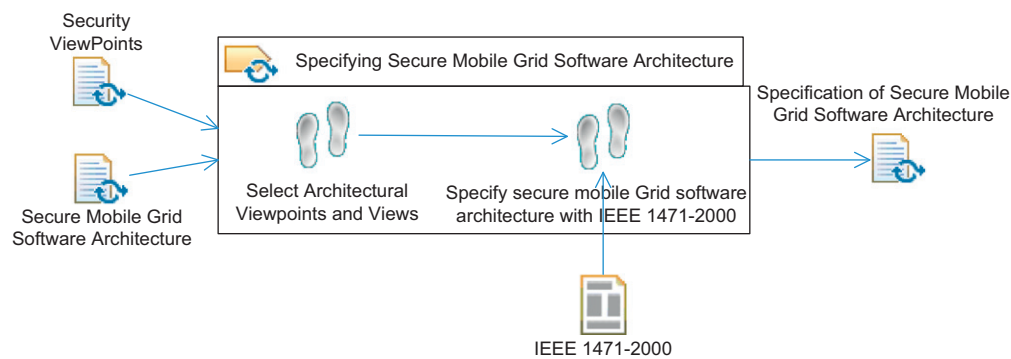 Security
ViewPoints
Secure Mobile Grid
Software Architecture
Specifying Secure Mobile Grid Software Architecture
Select Architectural
Viewpoints and Views
Specify secure mobile Grid software
architecture with IEEE 1471-2000
IEEE 1471-2000
Specification of Secure Mobile
Grid Software Architecture